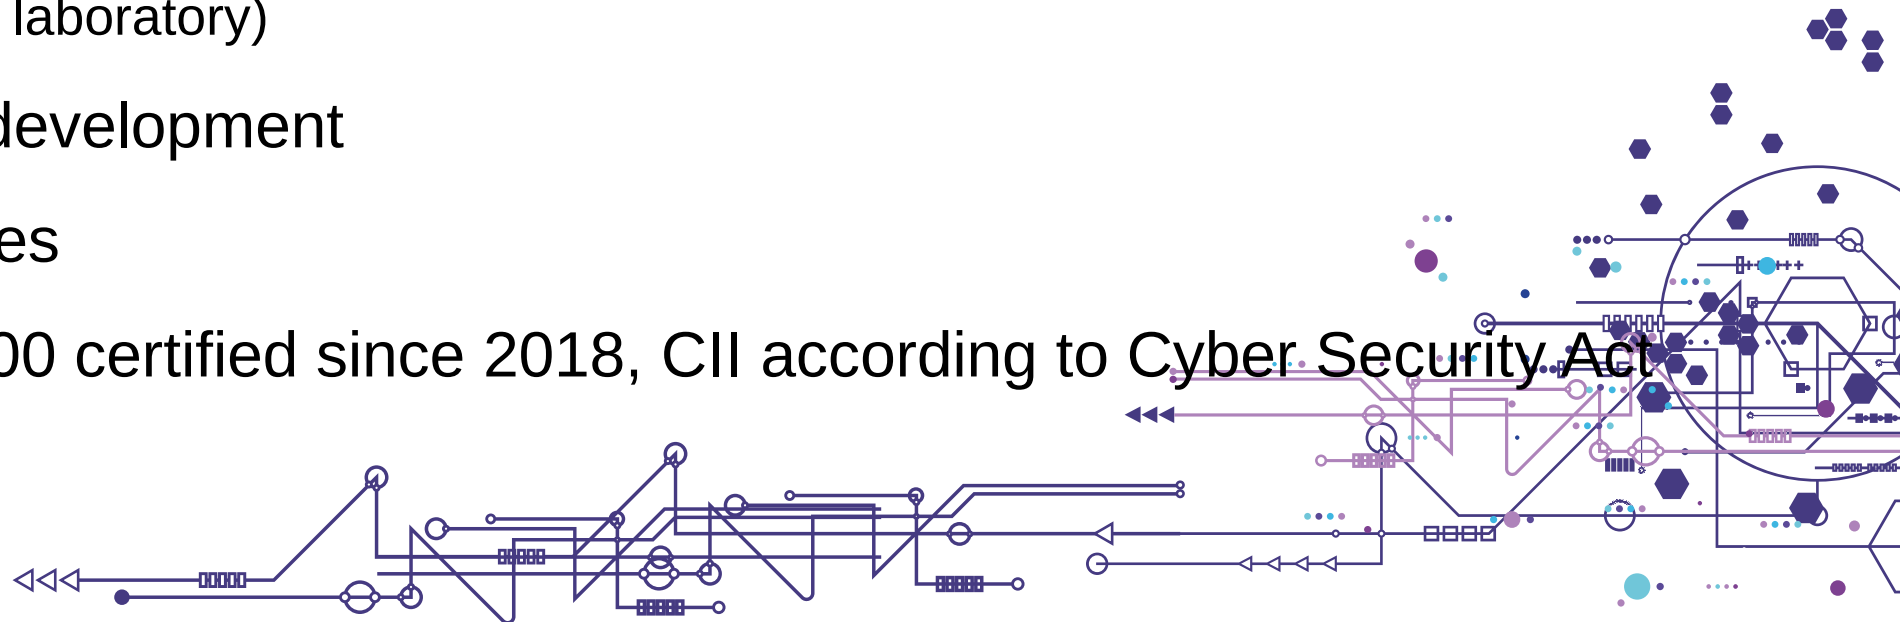 laboratory)
development
es
00 certified since 2018, CII according to Cyber Security Act